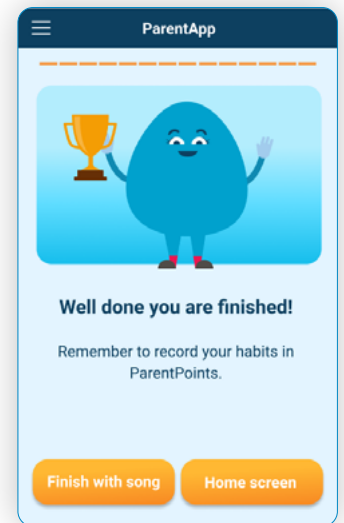 ParentApp
Well done you are finished!
Remember to record your habits in
ParentPoints.
Finish with song
Home screen